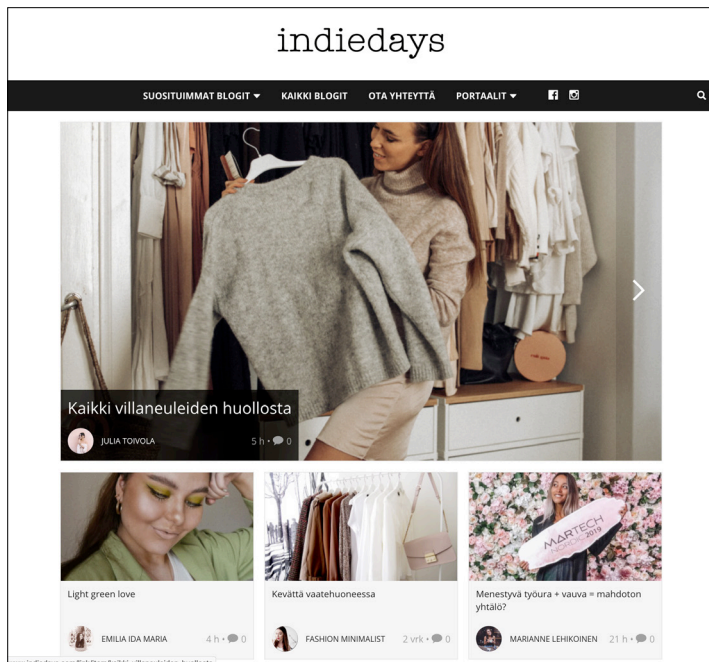 indiedays
SUOSITUIMMAT BLOGIT KAIKKI BLOGIT OTA YHTEYTTÄ PORTAALIT
Kaikki villaneuleiden huollosta
JULIA TOIVOLA 5 h • 0
Light green love
EMILIA IDA MARIA 4 h • 0
Kevättä vaatehuoneessa
FASHION MINIMALIST 2 vrk • 0
MARTECH
NORDIC 2019
Menestyvä työura + vauva = mahdoton
yhtälö?
MARIANNE LEHIKOINEN 21 h • 0